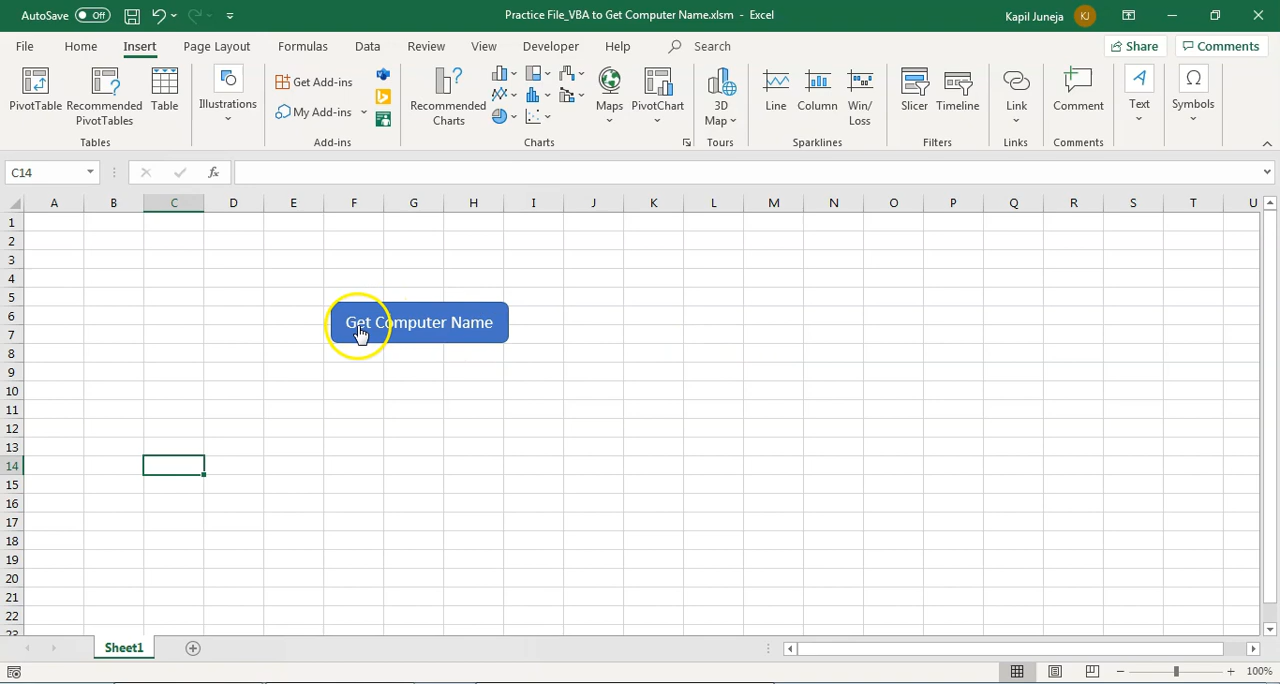 AutoSave Off Practice File_VBA to Get Computer Name.xlsm - Excel Kapil Juneja KJ
File Home Insert Page Layout Formulas Data Review View Developer Help Search Share Comments
PivotTable Recommended PivotTables Table
Illustrations
Get Add-ins
My Add-ins
Recommended Charts
Maps PivotChart
3D Map
Line Column Win/ Loss
Slicer Timeline
Link
Comment
Text
Symbols
Tables Add-ins Charts Tours Sparklines Filters Links Comments
C14 fx
A B C D E F G H I J K L M N O P Q R S T U
1
2
3
4
5
6
Get Computer Name
7
8
9
10
11
12
13
14
15
16
17
18
19
20
21
22
23
Sheet1
100%